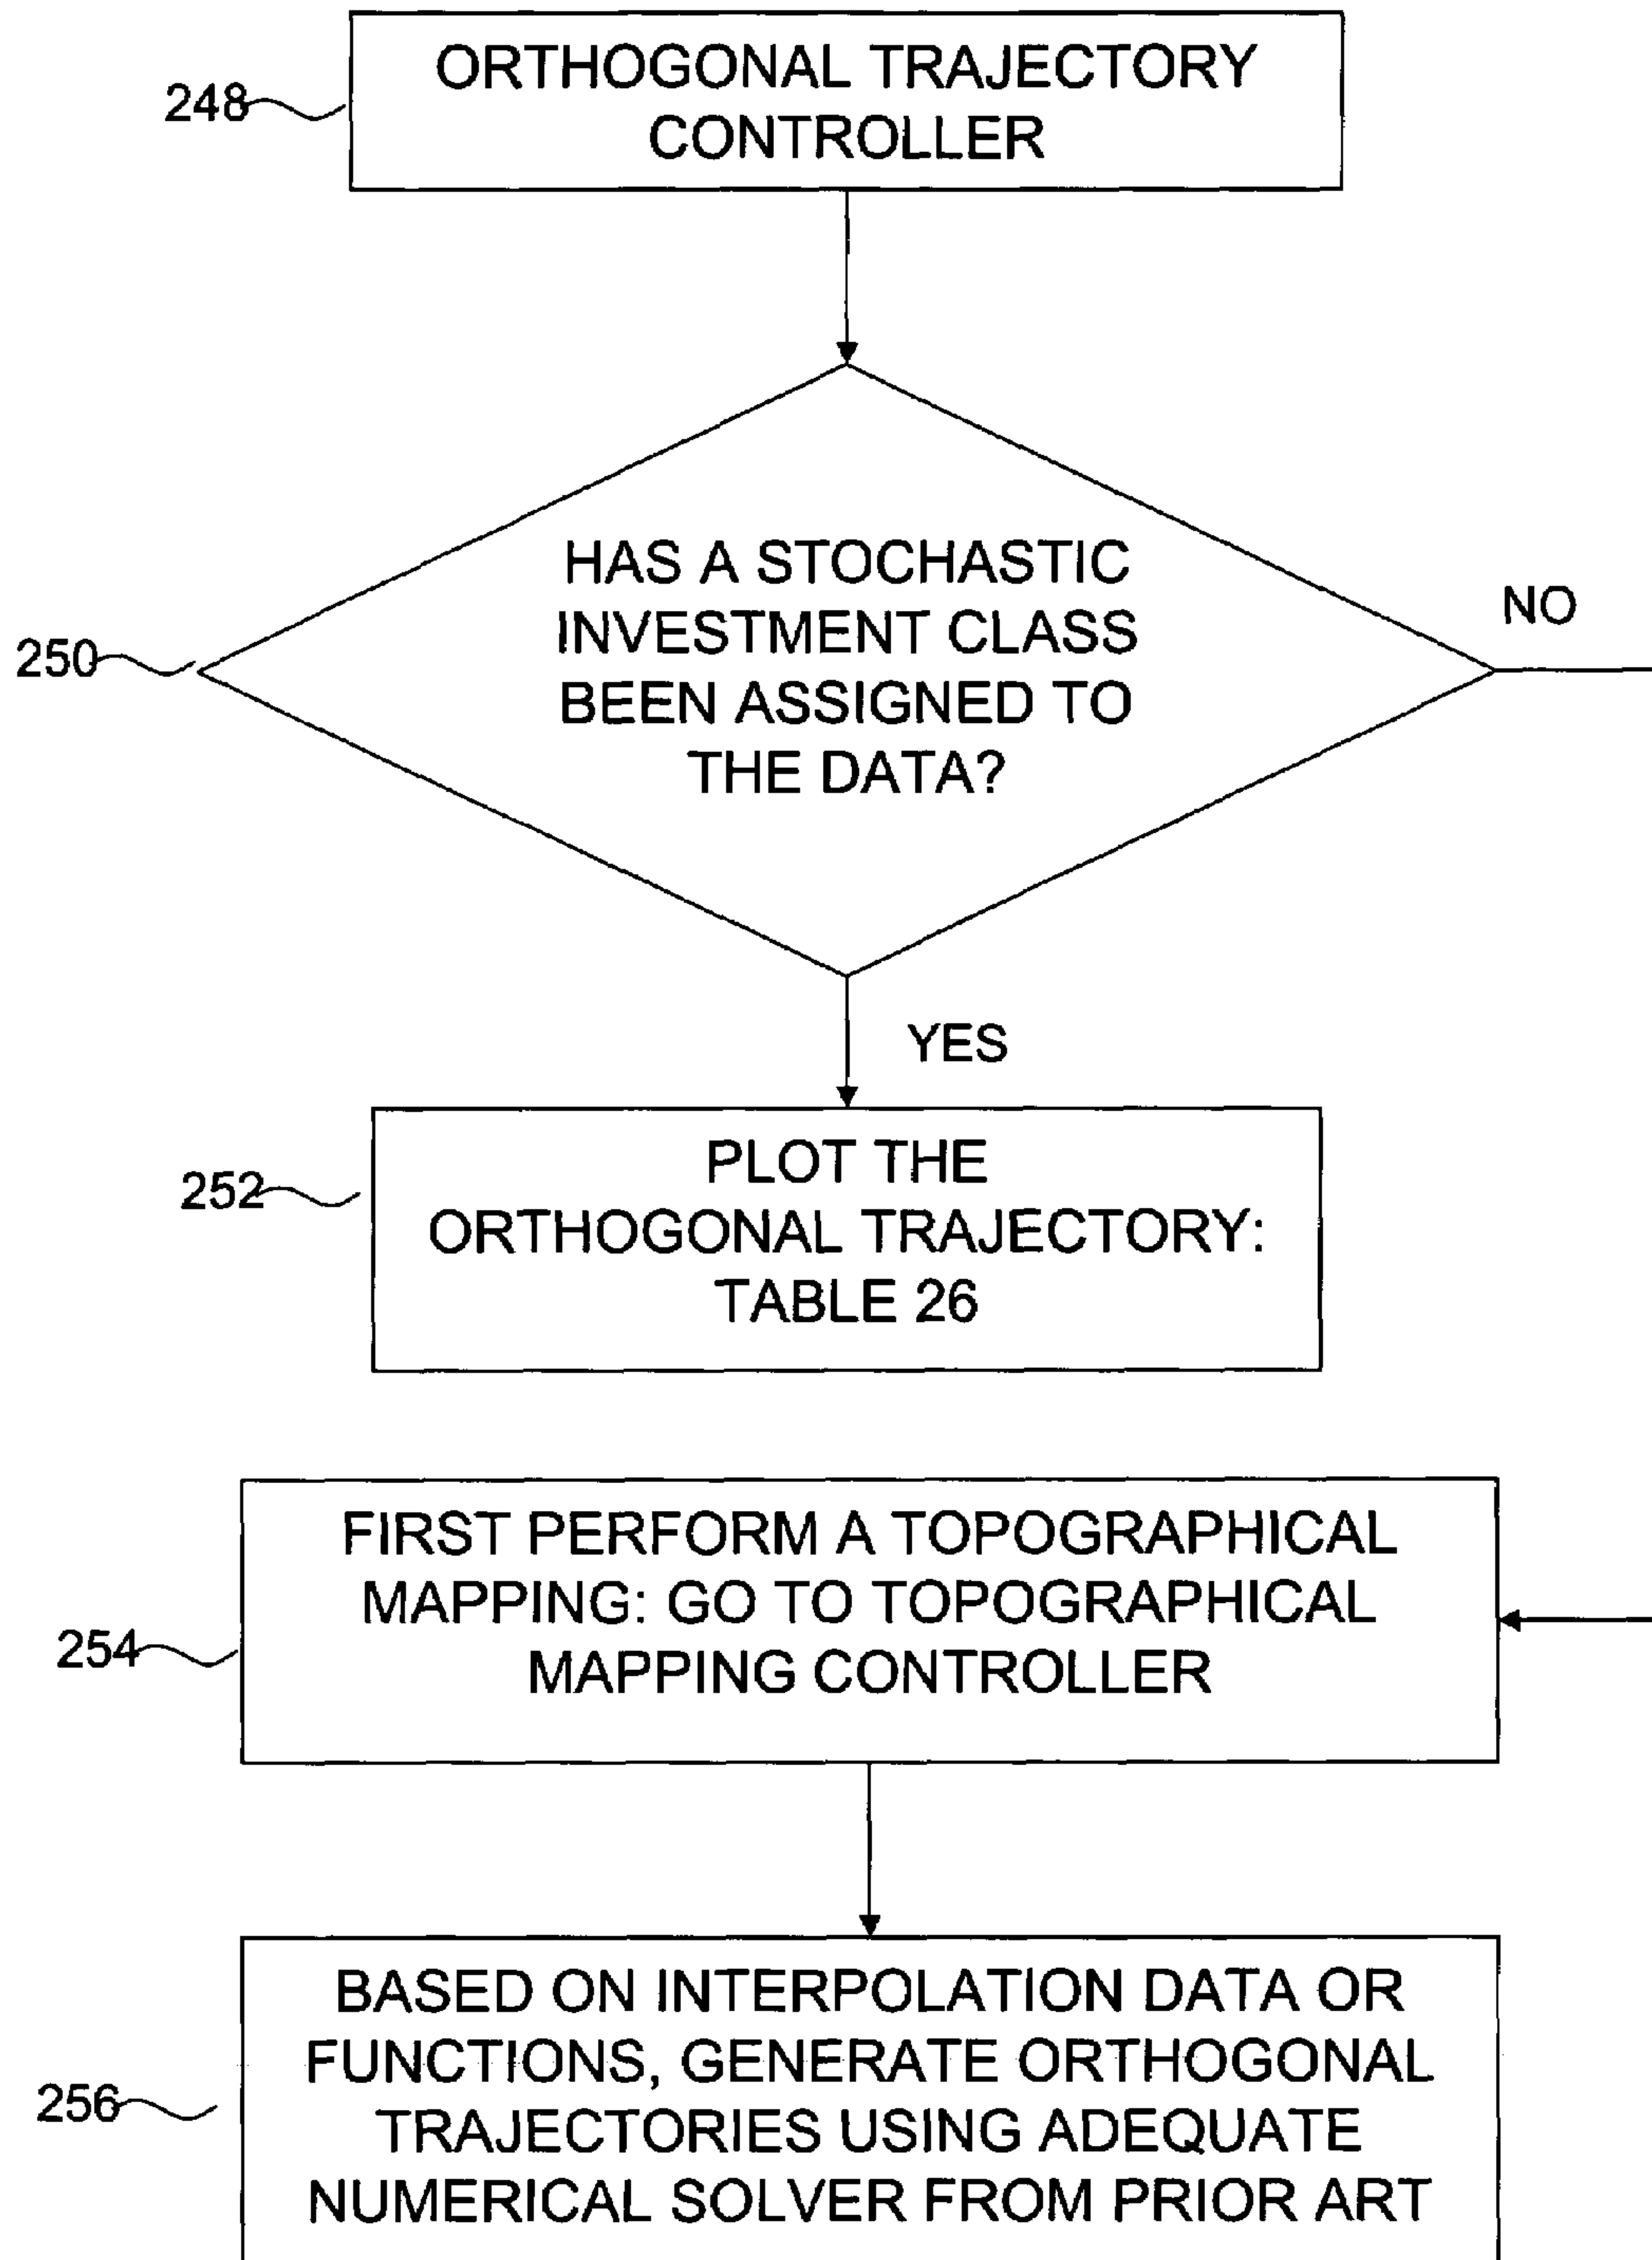 ORTHOGONAL TRAJECTORY
CONTROLLER
248
HAS A STOCHASTIC
INVESTMENT CLASS
BEEN ASSIGNED TO
THE DATA?
250
NO
YES
PLOT THE
ORTHOGONAL TRAJECTORY:
TABLE 26
252
FIRST PERFORM A TOPOGRAPHICAL
MAPPING: GO TO TOPOGRAPHICAL
MAPPING CONTROLLER
254
BASED ON INTERPOLATION DATA OR
FUNCTIONS, GENERATE ORTHOGONAL
TRAJECTORIES USING ADEQUATE
NUMERICAL SOLVER FROM PRIOR ART
256